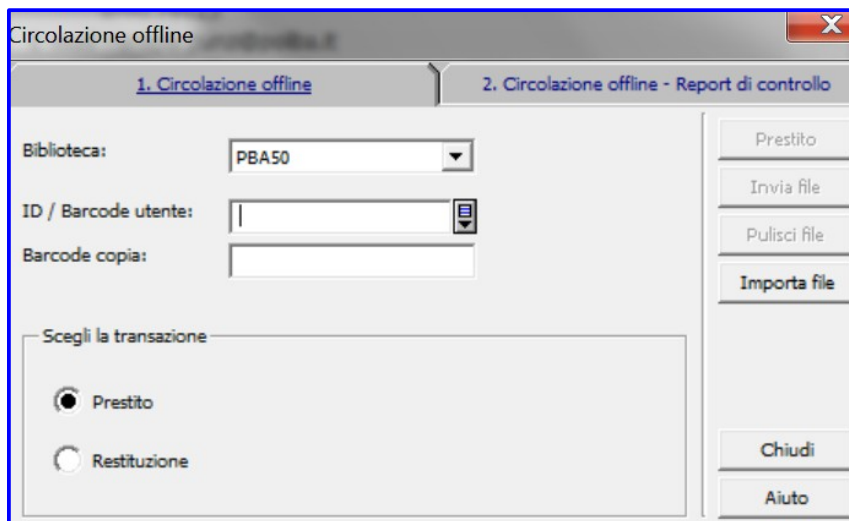 Circolazione offline
1. Circolazione offline
2. Circolazione offline - Report di controllo
Biblioteca:
PBA50
ID / Barcode utente:
Barcode copia:
Scegli la transazione
Prestito
Restituzione
Prestito
Invia file
Pulisci file
Importa file
Chiudi
Aiuto